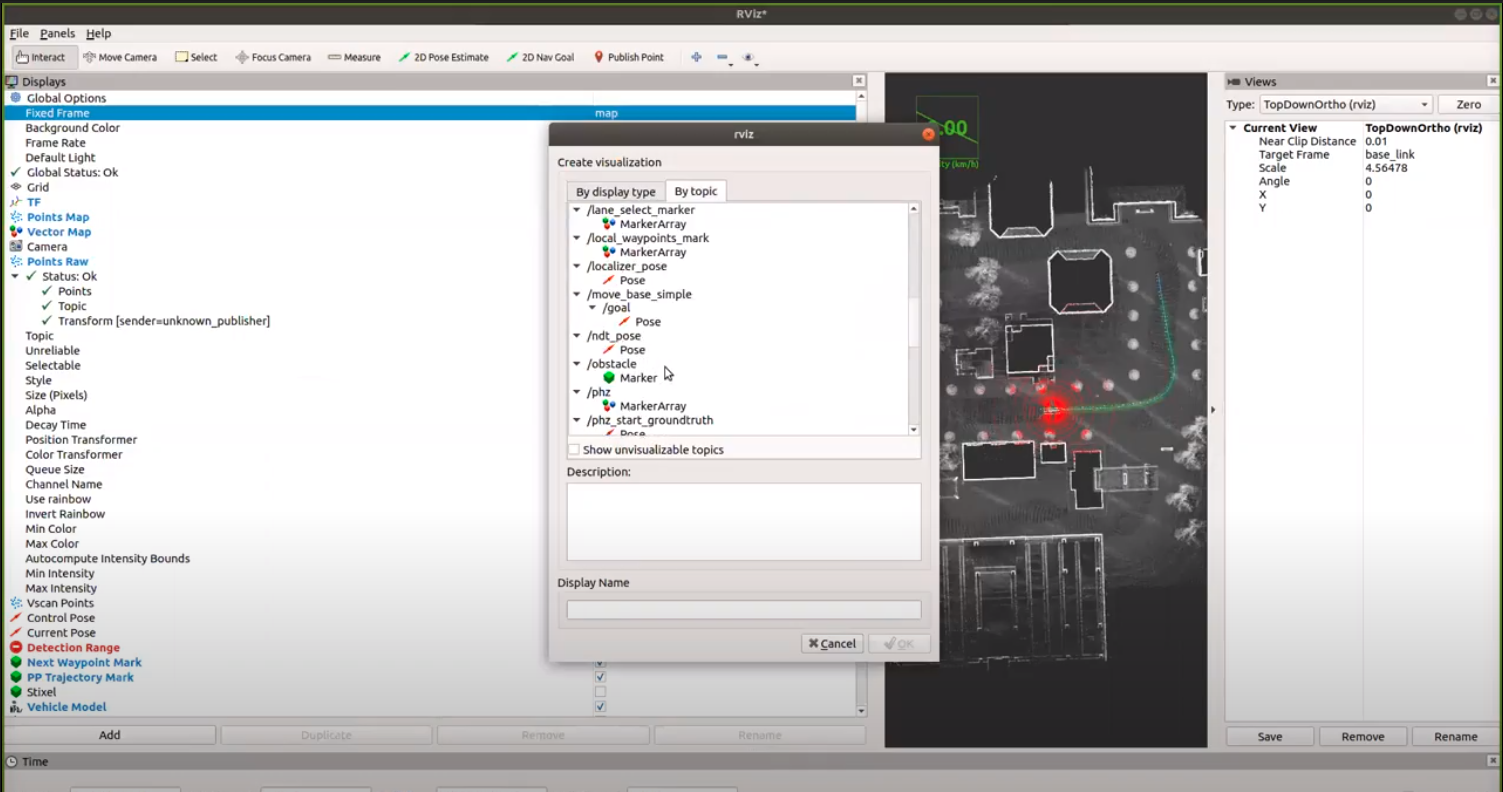 RViz*
File Panels Help
Interact Move Camera Select Focus Camera Measure 2D Pose Estimate 2D Nav Goal Publish Point
Displays
Global Options
Fixed Frame map
Background Color
Frame Rate
Default Light
Global Status: Ok
Grid
TF
Points Map
Vector Map
Camera
Points Raw
Status: Ok
Points
Topic
Transform [sender=unknown_publisher]
Topic
Unreliable
Selectable
Style
Size (Pixels)
Alpha
Decay Time
Position Transformer
Color Transformer
Queue Size
Channel Name
Use rainbow
Invert Rainbow
Min Color
Max Color
Autocompute Intensity Bounds
Min Intensity
Max Intensity
Vscan Points
Control Pose
Current Pose
Detection Range
Next Waypoint Mark
PP Trajectory Mark
Stixel
Vehicle Model
Add Duplicate Remove Rename
Time
rviz
Create visualization
By display type By topic
/lane_select_marker
MarkerArray
/local_waypoints_mark
MarkerArray
/localizer_pose
Pose
/move_base_simple
/goal
Pose
/ndt_pose
Pose
/obstacle
Marker
/phz
MarkerArray
/phz_start_groundtruth
Pose
Show unvisualizable topics
Description:
Display Name
Cancel OK
.00
ity (km/h)
Views
Type: TopDownOrtho (rviz) Zero
Current View TopDownOrtho (rviz)
Near Clip Distance 0.01
Target Frame base_link
Scale 4.56478
Angle 0
X 0
Y 0
Save Remove Rename